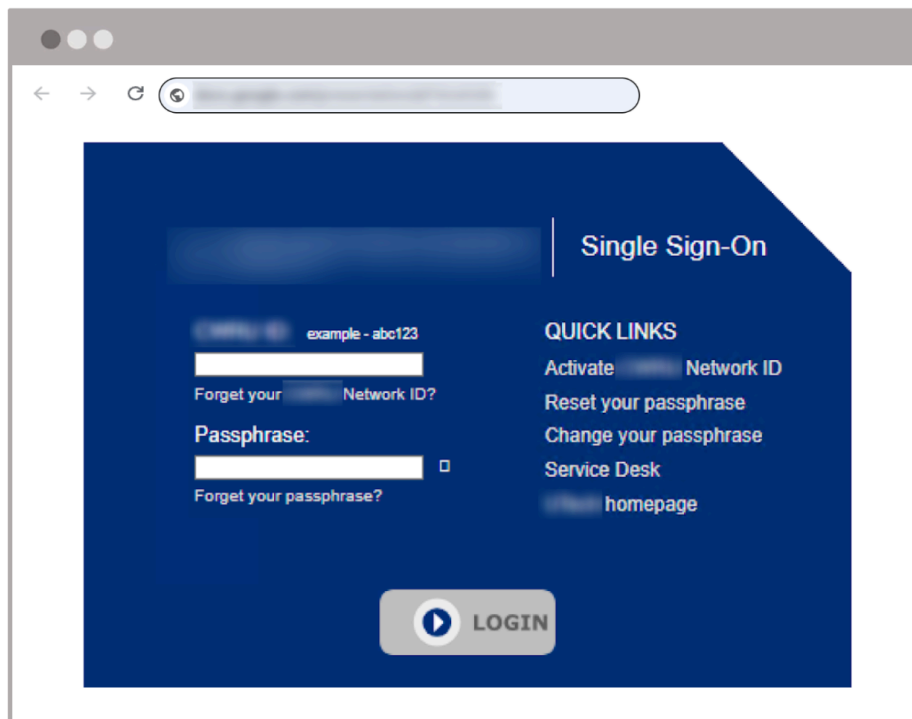 Single Sign-On
example - abc123
Forget your Network ID?
Passphrase:
Forget your passphrase?
QUICK LINKS
Activate Network ID
Reset your passphrase
Change your passphrase
Service Desk
homepage
LOGIN